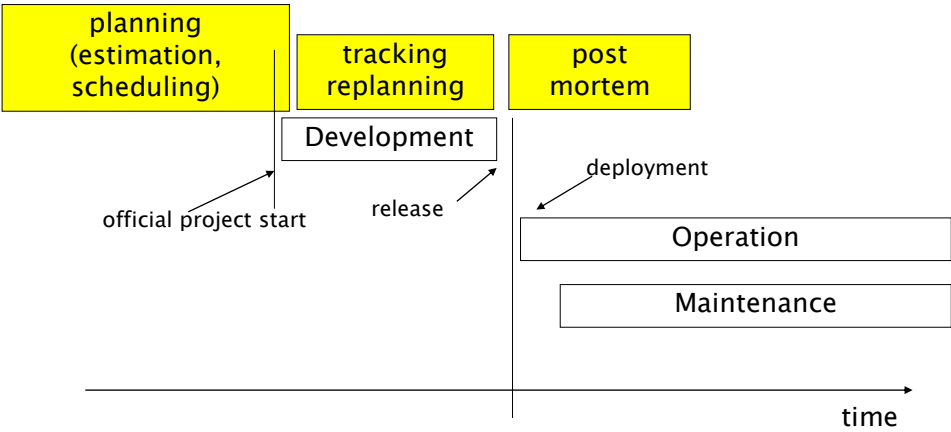 planning
(estimation,
scheduling)
tracking
replanning
post
mortem
Development
deployment
official project start
release
Operation
Maintenance
time